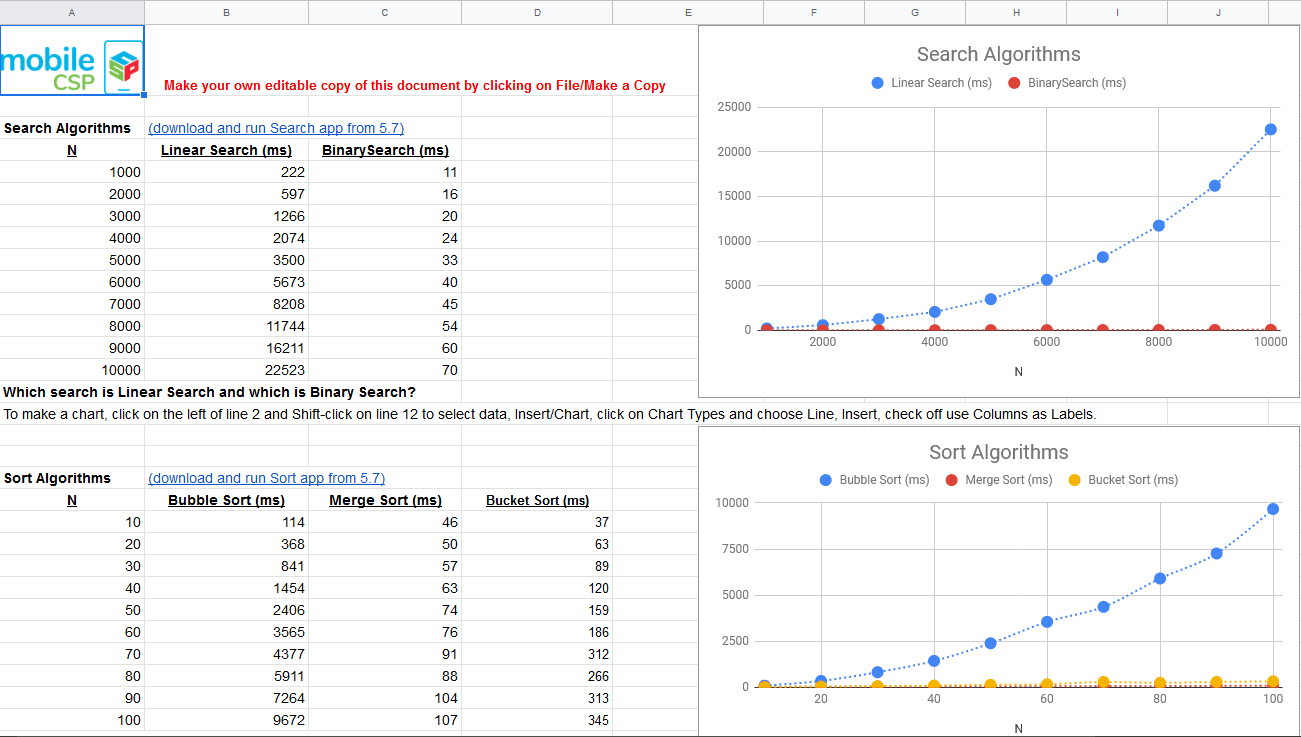 A B C D E F G H I J
mobile
CSP
SP
Make your own editable copy of this document by clicking on File/Make a Copy
Search Algorithms (download and run Search app from 5.7)
N Linear Search (ms) BinarySearch (ms)
1000 222 11
2000 597 16
3000 1266 20
4000 2074 24
5000 3500 33
6000 5673 40
7000 8208 45
8000 11744 54
9000 16211 60
10000 22523 70
Which search is Linear Search and which is Binary Search?
Search Algorithms
Linear Search (ms) BinarySearch (ms)
25000
20000
15000
10000
5000
0
2000 4000 6000 8000 10000
N
To make a chart, click on the left of line 2 and Shift-click on line 12 to select data, Insert/Chart, click on Chart Types and choose Line, Insert, check off use Columns as Labels.
Sort Algorithms (download and run Sort app from 5.7)
N Bubble Sort (ms) Merge Sort (ms) Bucket Sort (ms)
10 114 46 37
20 368 50 63
30 841 57 89
40 1454 63 120
50 2406 74 159
60 3565 76 186
70 4377 91 312
80 5911 88 266
90 7264 104 313
100 9672 107 345
Sort Algorithms
Bubble Sort (ms) Merge Sort (ms) Bucket Sort (ms)
10000
7500
5000
2500
0
20 40 60 80 100
N